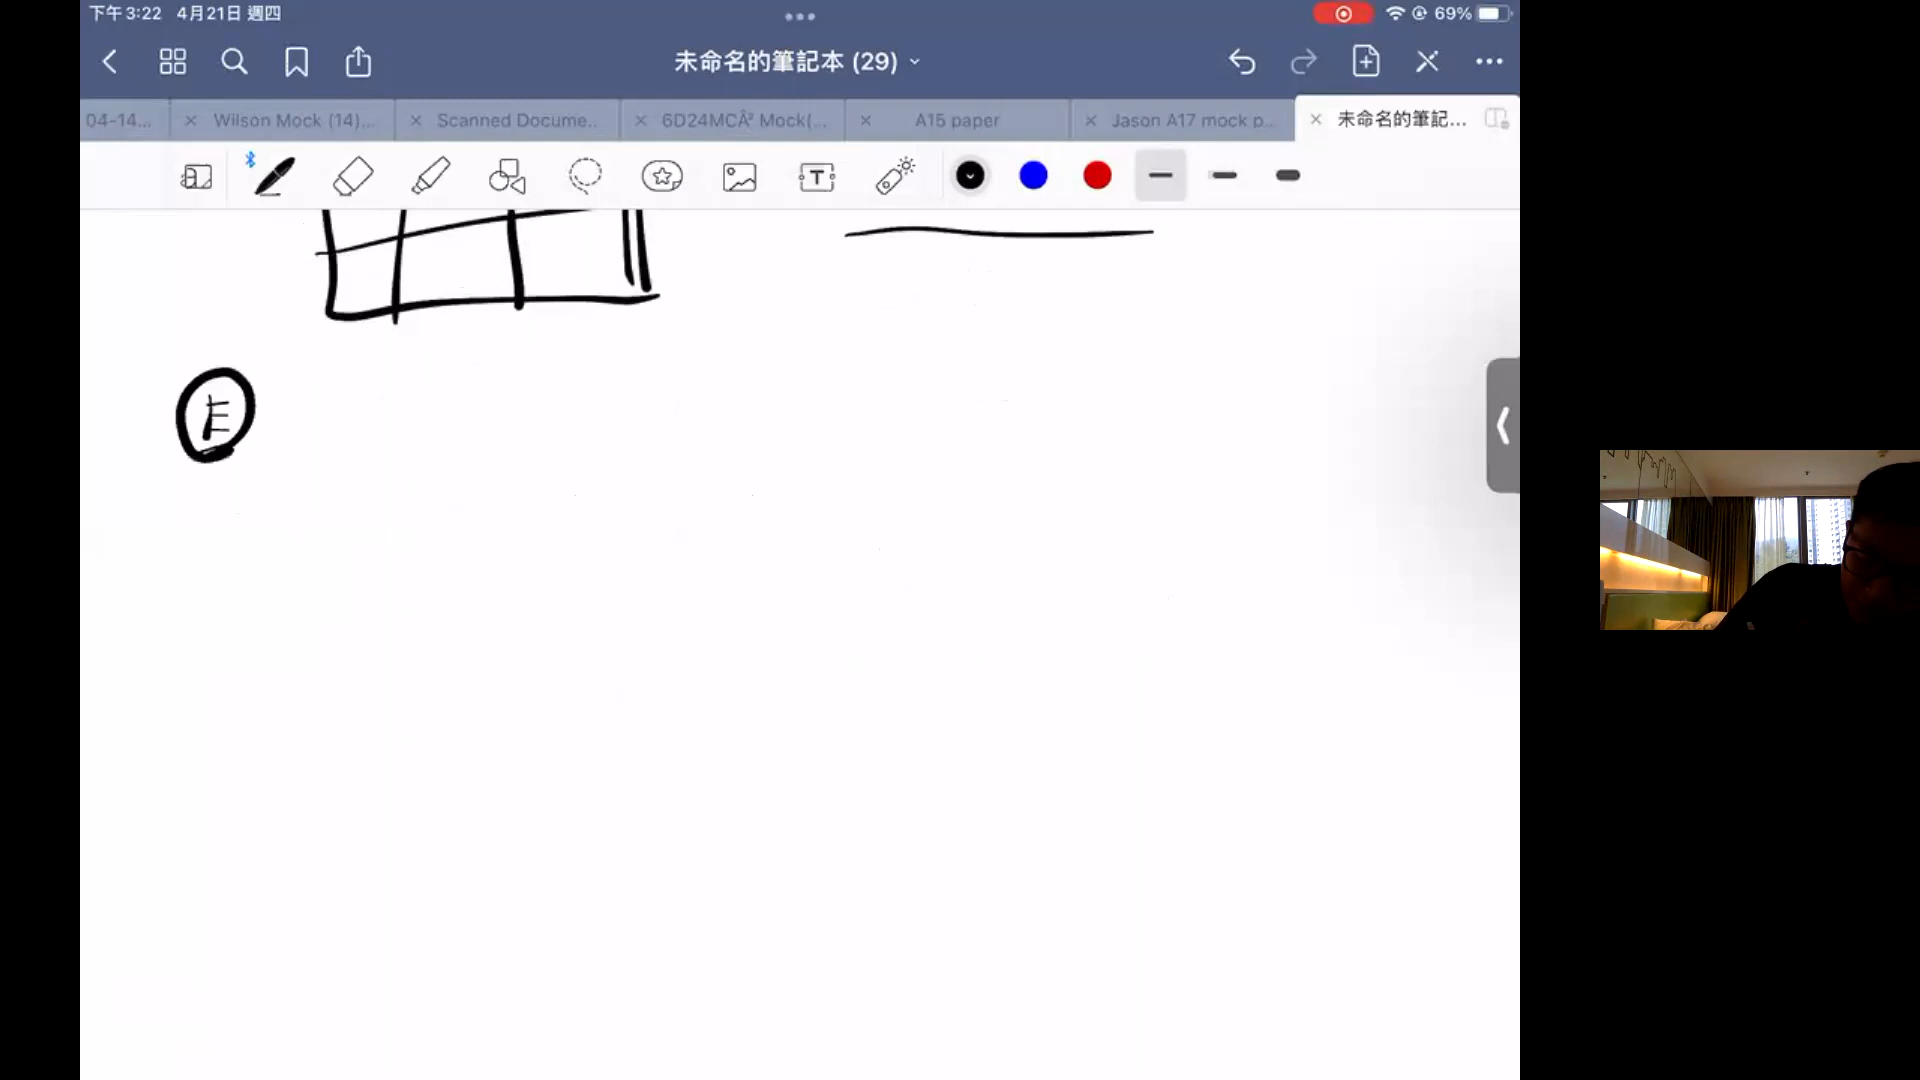 下午3:22 4月21日 週四
69%
未命名的筆記本 (29)
04-14...
Wilson Mock (14)...
Scanned Docume..
6D24MCÂ² Mock(...
A15 paper
Jason A17 mock p...
未命名的筆記...
T
E